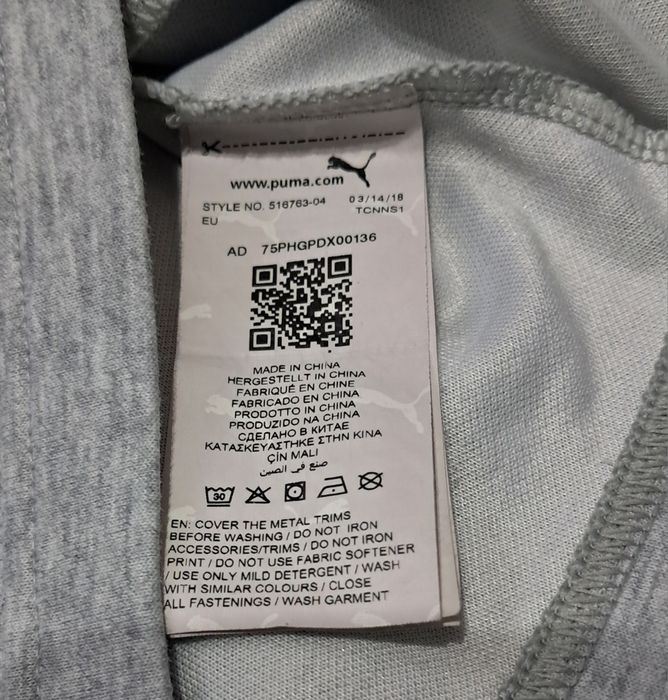 www.puma.com
STYLE NO. 516763-04 03/14/18
EU TCNNS1
AD 75PHGPDX00136
MADE IN CHINA
HERGESTELLT IN CHINA
FABRIQUÉ EN CHINE
FABRICADO EN CHINA
PRODOTTO IN CHINA
PRODUZIDO NA CHINA
СДЕЛАНО В КИТАЕ
ΚΑΤΑΣΚΕΥΑΣΤΗΚΕ ΣΤΗΝ ΚΙΝΑ
ÇİN MALI
صنع في الصين
30
EN: COVER THE METAL TRIMS
BEFORE WASHING / DO NOT IRON
ACCESSORIES/TRIMS / DO NOT IRON
PRINT / DO NOT USE FABRIC SOFTENER
/ USE ONLY MILD DETERGENT / WASH
WITH SIMILAR COLOURS / CLOSE
ALL FASTENINGS / WASH GARMENT